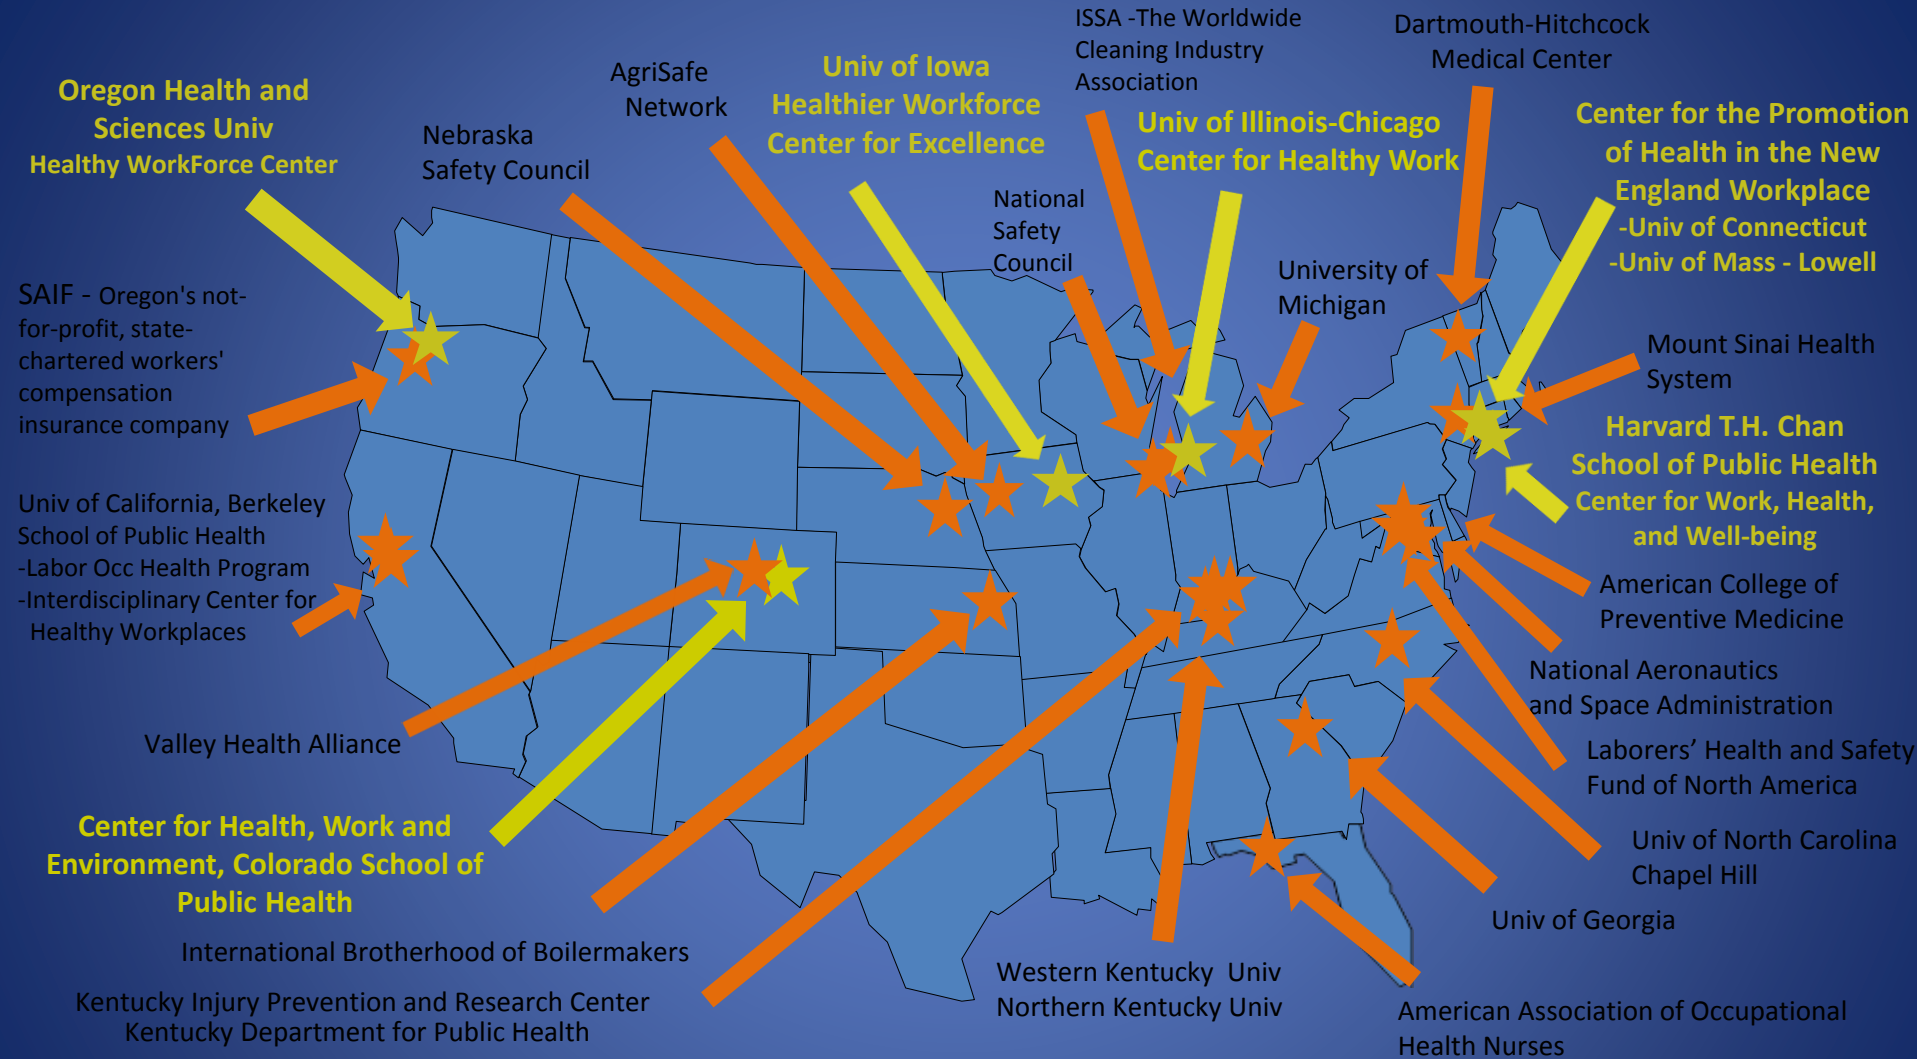 Oregon Health and
Sciences Univ
Healthy WorkForce Center
Nebraska
Safety Council
AgriSafe
Network
Univ of Iowa
Healthier Workforce
Center for Excellence
ISSA -The Worldwide
Cleaning Industry
Association
National
Safety
Council
Univ of Illinois-Chicago
Center for Healthy Work
University of
Michigan
Dartmouth-Hitchcock
Medical Center
Center for the Promotion
of Health in the New
England Workplace
-Univ of Connecticut
-Univ of Mass - Lowell
Mount Sinai Health
System
Harvard T.H. Chan
School of Public Health
Center for Work, Health,
and Well-being
American College of
Preventive Medicine
National Aeronautics
and Space Administration
Laborers’ Health and Safety
Fund of North America
Univ of North Carolina
Chapel Hill
Univ of Georgia
American Association of Occupational
Health Nurses
SAIF - Oregon's not-
for-profit, state-
chartered workers'
compensation
insurance company
Univ of California, Berkeley
School of Public Health
-Labor Occ Health Program
-Interdisciplinary Center for
Healthy Workplaces
Valley Health Alliance
Center for Health, Work and
Environment, Colorado School of
Public Health
International Brotherhood of Boilermakers
Kentucky Injury Prevention and Research Center
Kentucky Department for Public Health
Western Kentucky Univ
Northern Kentucky Univ